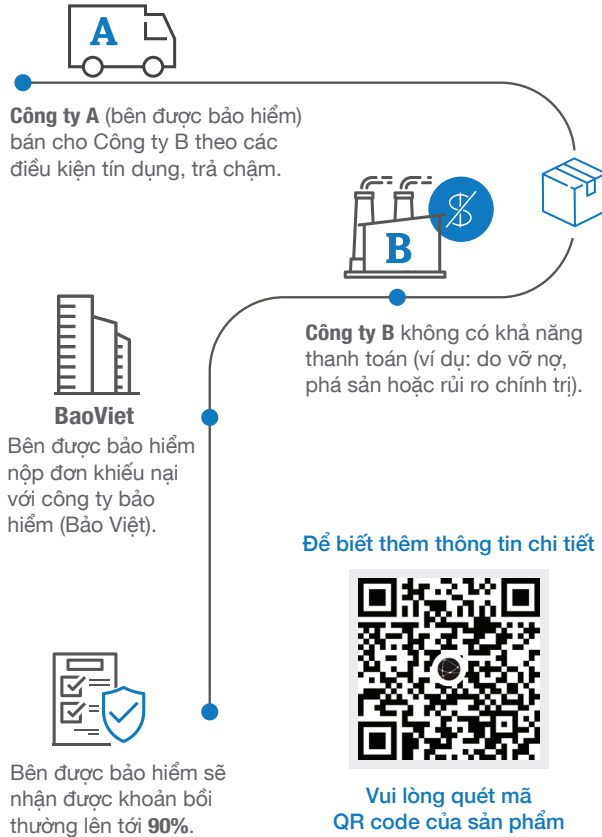 A
Công ty A (bên được bảo hiểm)
bán cho Công ty B theo các
điều kiện tín dụng, trả chậm.
$
B
Công ty B không có khả năng
thanh toán (ví dụ: do vỡ nợ,
phá sản hoặc rủi ro chính trị).
BaoViet
Bên được bảo hiểm
nộp đơn khiếu nại
với công ty bảo
hiểm (Bảo Việt).
Để biết thêm thông tin chi tiết
Vui lòng quét mã
QR code của sản phẩm
Bên được bảo hiểm sẽ
nhận được khoản bồi
thường lên tới 90%.